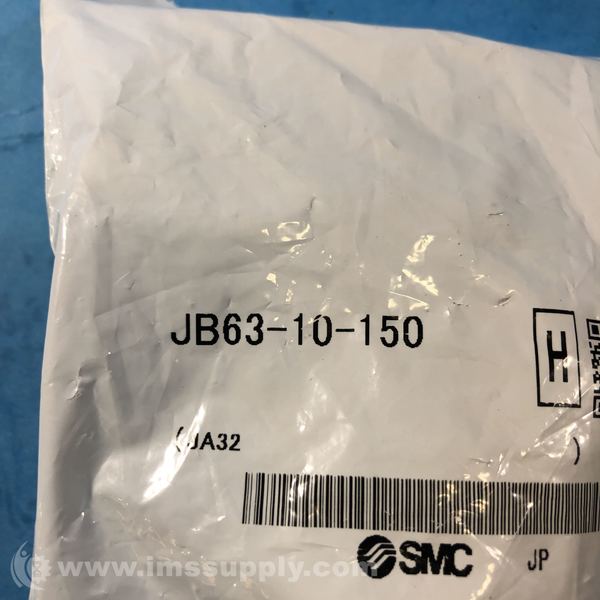 JB63-10-150
H
(JA32 )
SMC JP
www.imssupply.com